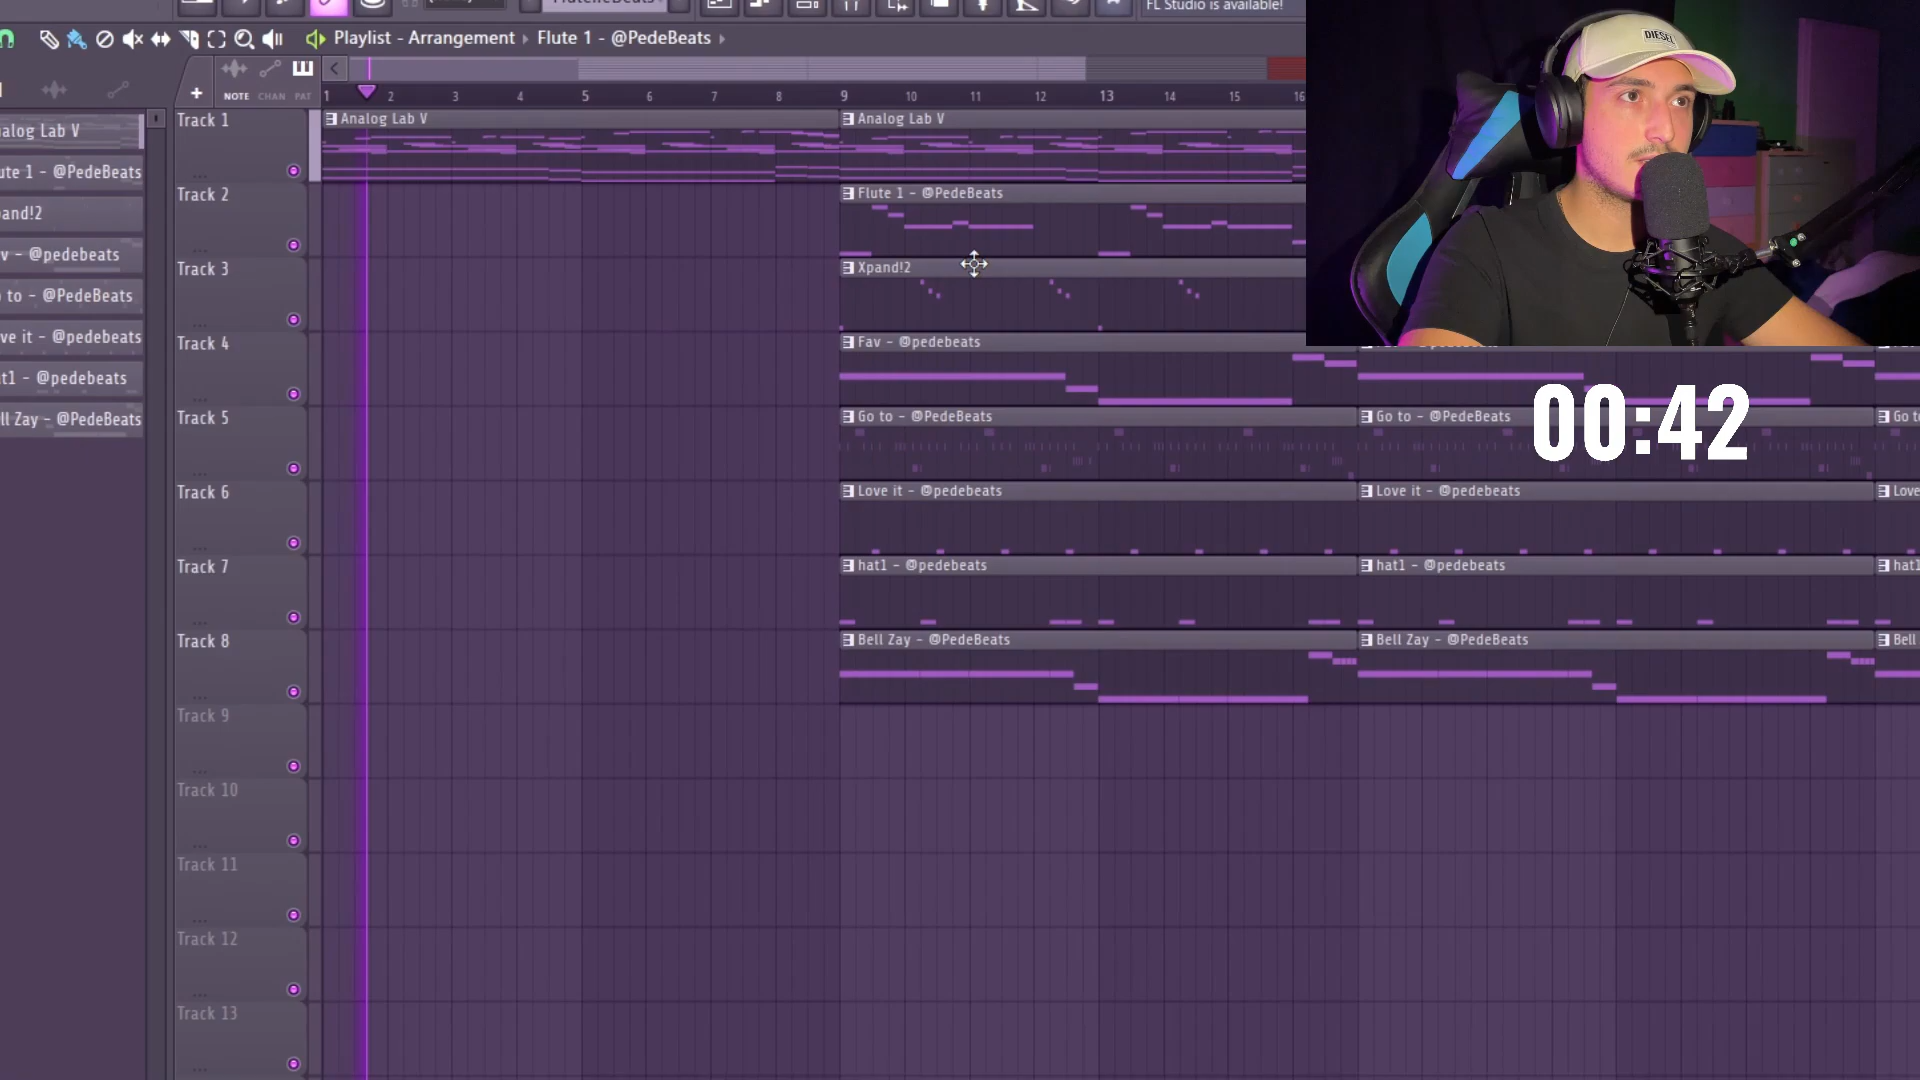 FlutelleBeats
FL Studio is available!
Playlist - Arrangement › Flute 1 - @PedeBeats ›
NOTE CHAN PAT
1 2 3 4 5 6 7 8 9 10 11 12 13 14 15 16
DIESEL
Track 1
Analog Lab V
Analog Lab V
alog Lab V
ute 1 - @PedeBeats
Track 2
Flute 1 - @PedeBeats
and!2
v - @pedebeats
Track 3
Xpand!2
to - @PedeBeats
ve it - @pedebeats
Track 4
Fav - @pedebeats
t1 - @pedebeats
ll Zay - @PedeBeats
Track 5
Go to - @PedeBeats
Go to - @PedeBeats
Go t
00:42
Track 6
Love it - @pedebeats
Love it - @pedebeats
Love
Track 7
hat1 - @pedebeats
hat1 - @pedebeats
hat1
Track 8
Bell Zay - @PedeBeats
Bell Zay - @PedeBeats
Bell
Track 9
Track 10
Track 11
Track 12
Track 13